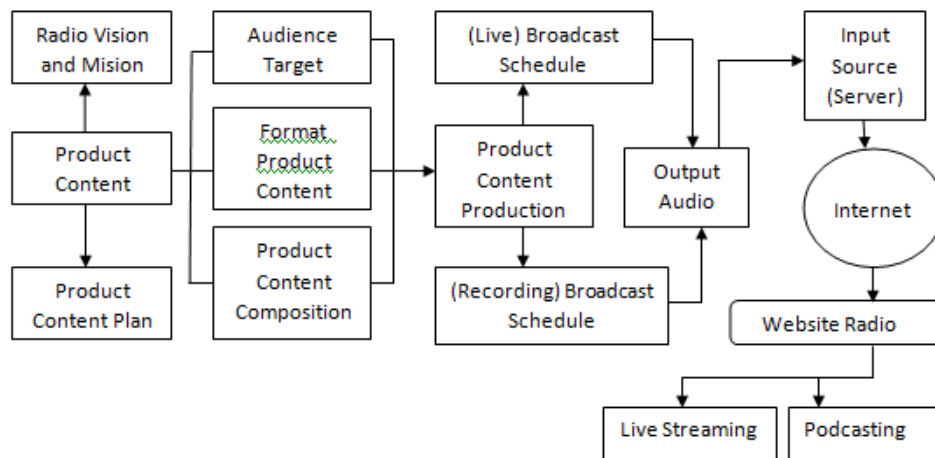 Radio Vision
and Mision
Product
Content
Product
Content Plan
Audience
Target
Format
Product
Content
Product
Content
Composition
(Live) Broadcast
Schedule
Product
Content
Production
(Recording) Broadcast
Schedule
Output
Audio
Input
Source
(Server)
Internet
Website Radio
Live Streaming
Podcasting